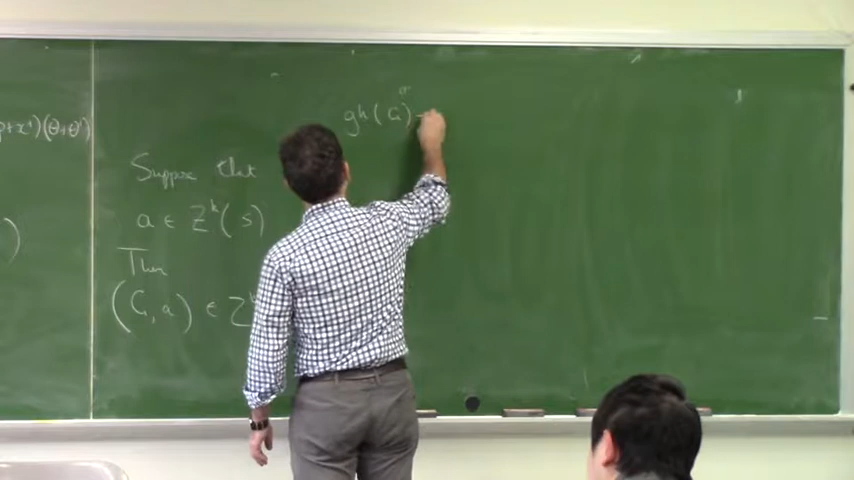 p+x')(θ+θ')
)
Suppose that
a ∈ Z^k(s)
Then
(G, a) ∈ Z
gh(G^σ)